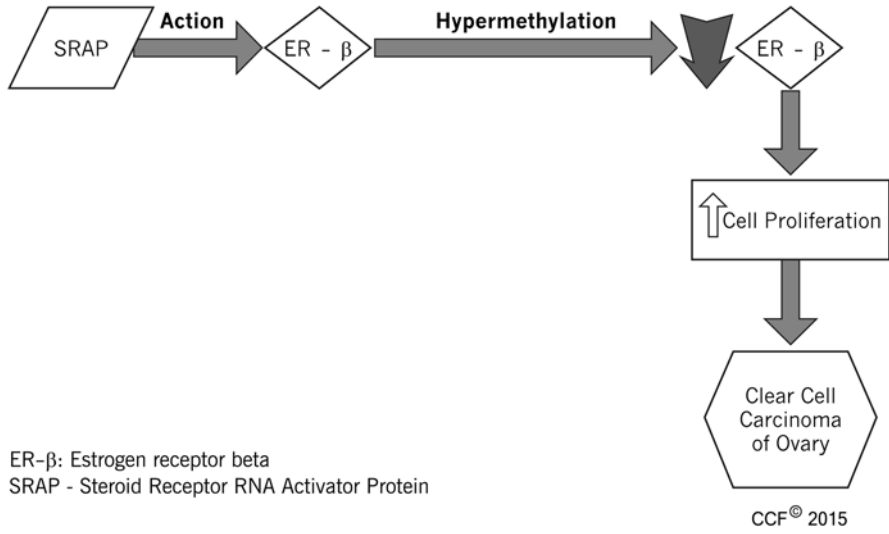 Action
Hypermethylation
SRAP
ER - β
ER - β
Cell Proliferation
Clear Cell
Carcinoma
of Ovary
ER-β: Estrogen receptor beta
SRAP - Steroid Receptor RNA Activator Protein
CCF© 2015